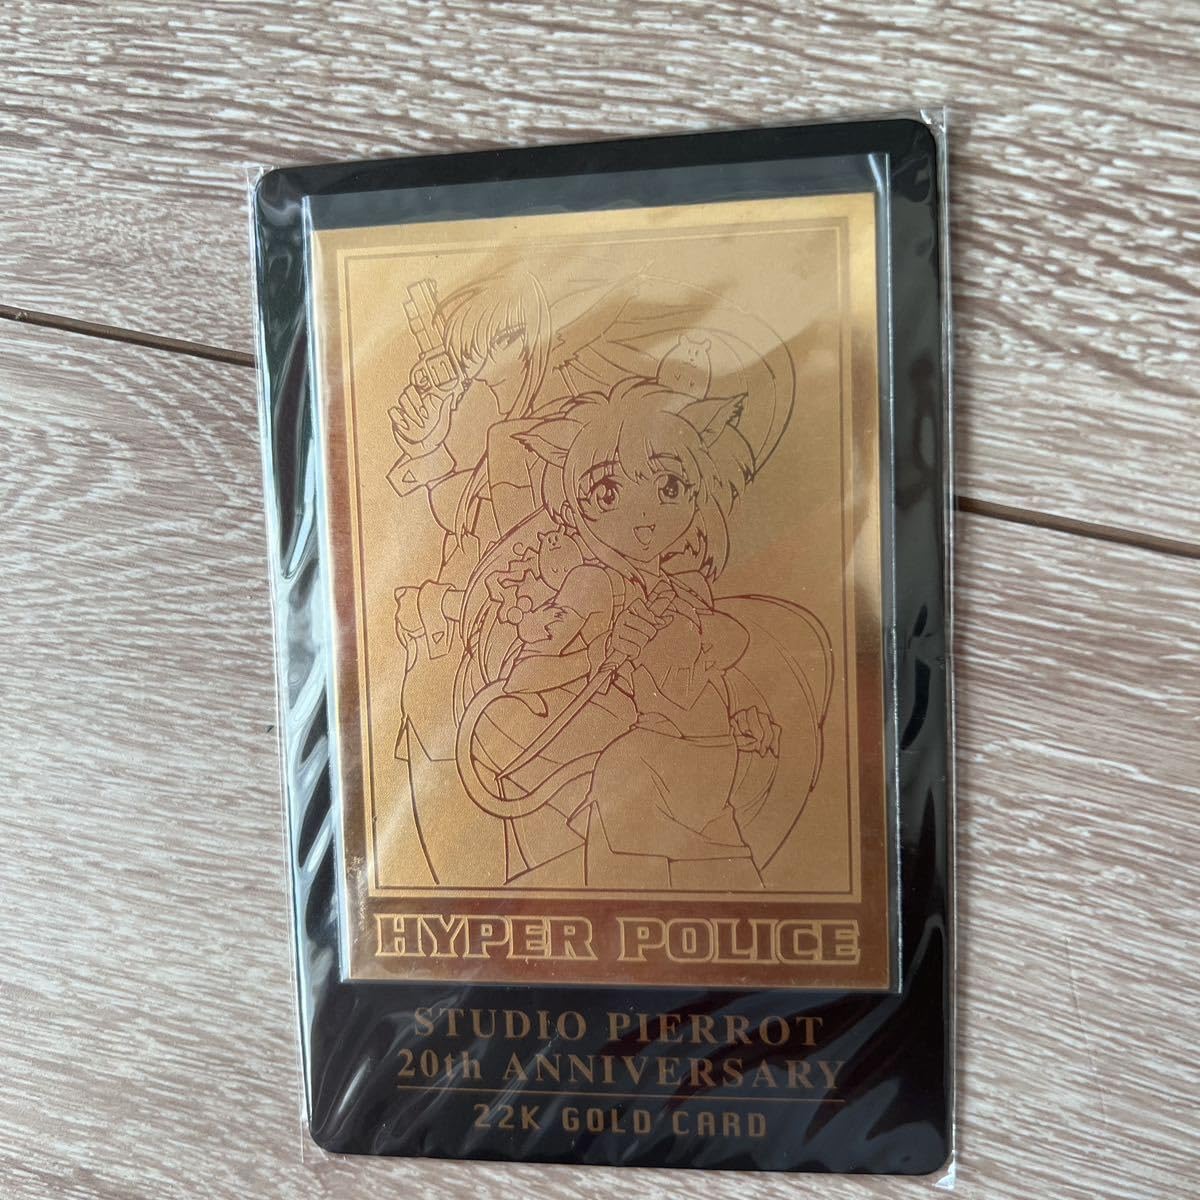 HYPER POLICE
STUDIO PIERROT
20th ANNIVERSARY
22K GOLD CARD